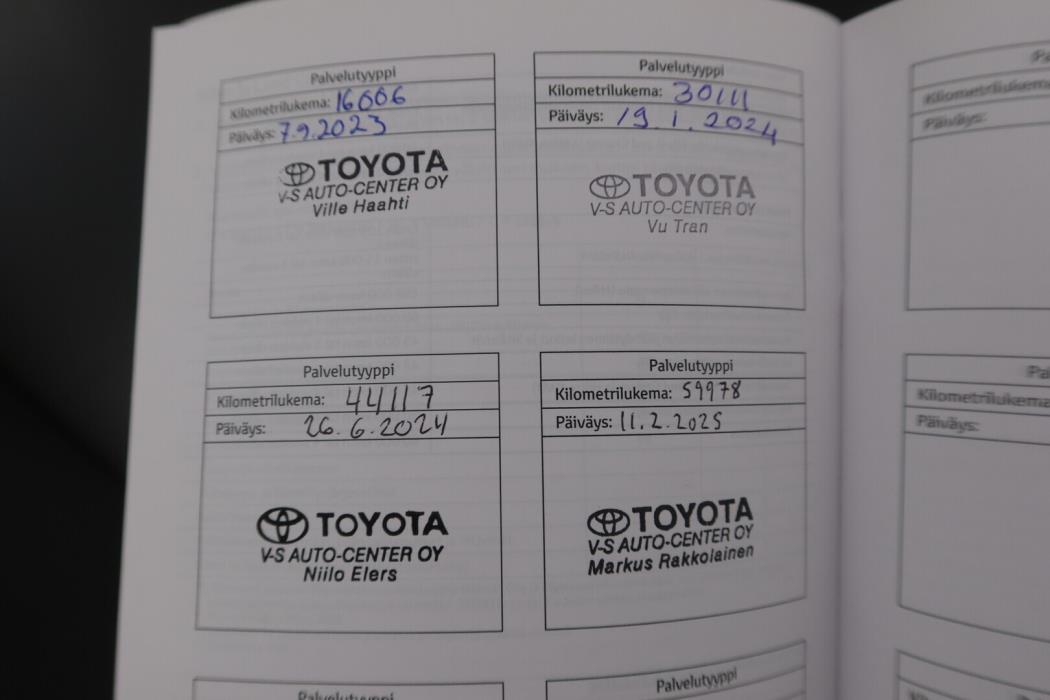 Palvelutyyppi
Kilometrilukema: 16006
Päiväys: 7.9.2023
TOYOTA
V-S AUTO-CENTER OY
Ville Haahti
Palvelutyyppi
Kilometrilukema: 30111
Päiväys: 19.1.2024
TOYOTA
V-S AUTO-CENTER OY
Vu Tran
Palvelutyyppi
Kilometrilukema: 44117
Päiväys: 26.6.2024
TOYOTA
V-S AUTO-CENTER OY
Niilo Elers
Palvelutyyppi
Kilometrilukema: 59978
Päiväys: 11.2.2025
TOYOTA
V-S AUTO-CENTER OY
Markus Rakkolainen
Palvelutyyppi
Palvelutyyppi
Kilometrilukema
Päiväys:
Kilometrilukema
Päiväys: